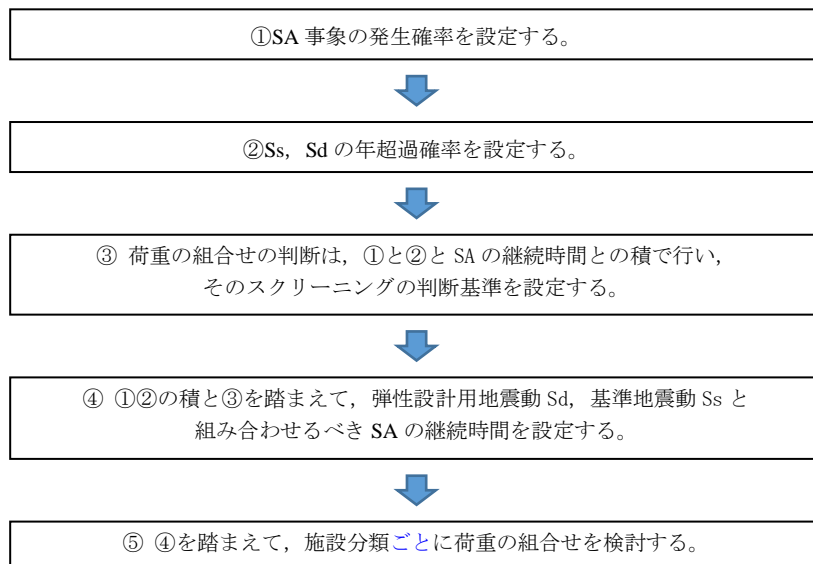 ①SA 事象の発生確率を設定する。
②Ss，Sd の年超過確率を設定する。
③ 荷重の組合せの判断は，①と②と SA の継続時間との積で行い，
そのスクリーニングの判断基準を設定する。
④ ①②の積と③を踏まえて，弾性設計用地震動 Sd，基準地震動 Ss と
組み合わせるべき SA の継続時間を設定する。
⑤ ④を踏まえて，施設分類ごとに荷重の組合せを検討する。